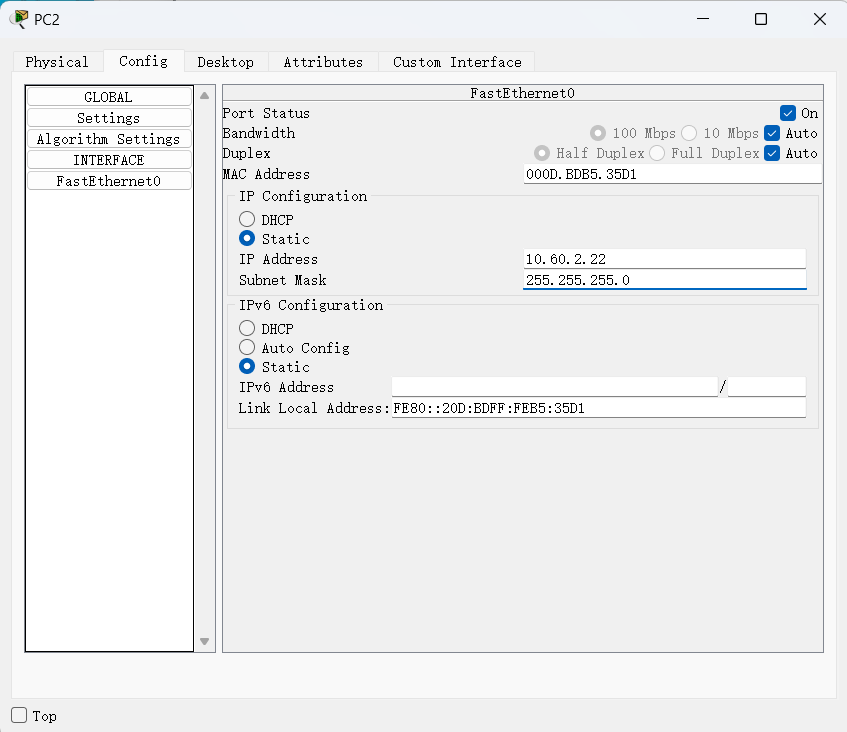 PC2
Physical Config Desktop Attributes Custom Interface
GLOBAL
Settings
Algorithm Settings
INTERFACE
FastEthernet0
FastEthernet0
Port Status On
Bandwidth 100 Mbps 10 Mbps Auto
Duplex Half Duplex Full Duplex Auto
MAC Address 000D.BDB5.35D1
IP Configuration
DHCP
Static
IP Address 10.60.2.22
Subnet Mask 255.255.255.0
IPv6 Configuration
DHCP
Auto Config
Static
IPv6 Address /
Link Local Address: FE80::20D:BDFF:FEB5:35D1
Top